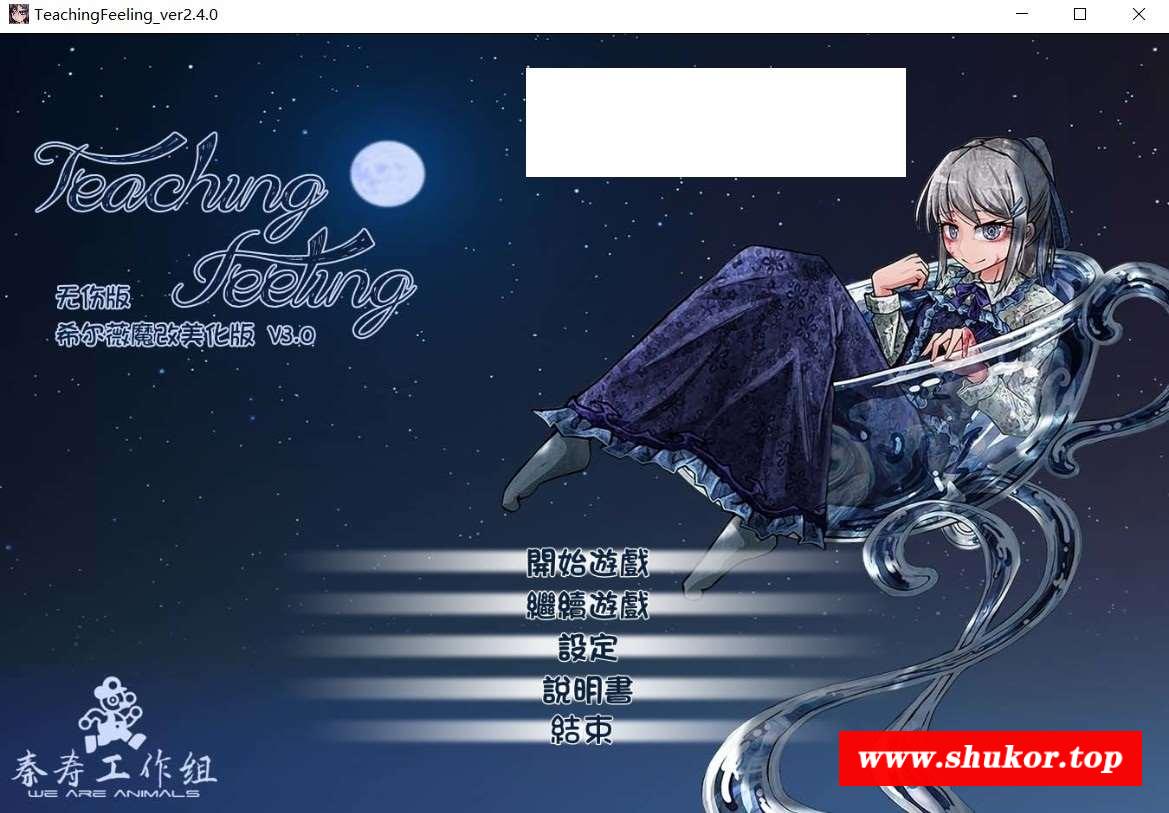 TeachingFeeling_ver2.4.0
Teaching
Feeling
无伤版
希尔薇魔改美化版 V3.0
開始遊戲
繼續遊戲
設定
說明書
結束
秦寿工作组
WE ARE ANIMALS
www.shukor.top